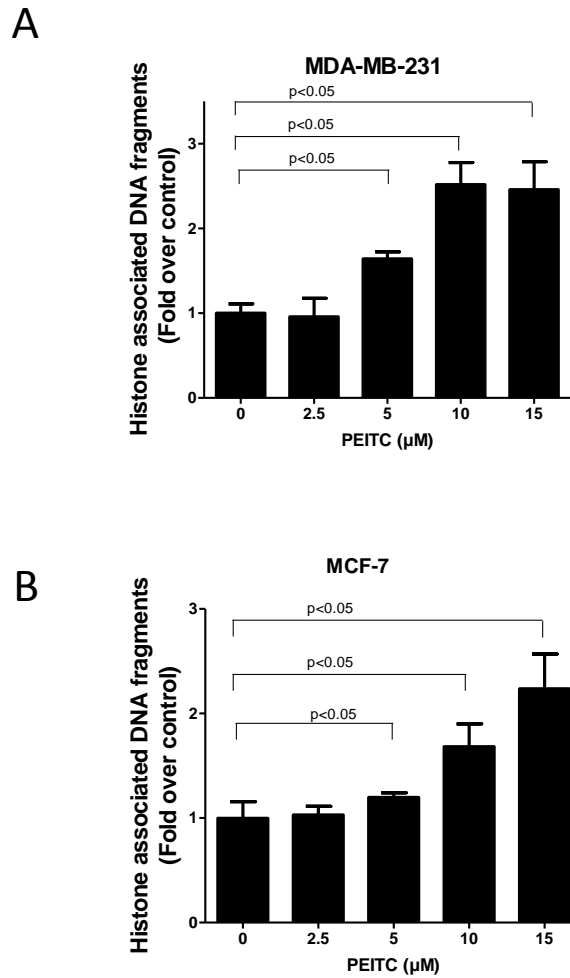 A
MDA-MB-231
Histone associated DNA fragments
(Fold over control)
3
2
1
0
p<0.05
p<0.05
p<0.05
0 2.5 5 10 15
PEITC (µM)
B
MCF-7
Histone associated DNA fragments
(Fold over control)
3
2
1
0
p<0.05
p<0.05
p<0.05
0 2.5 5 10 15
PEITC (µM)